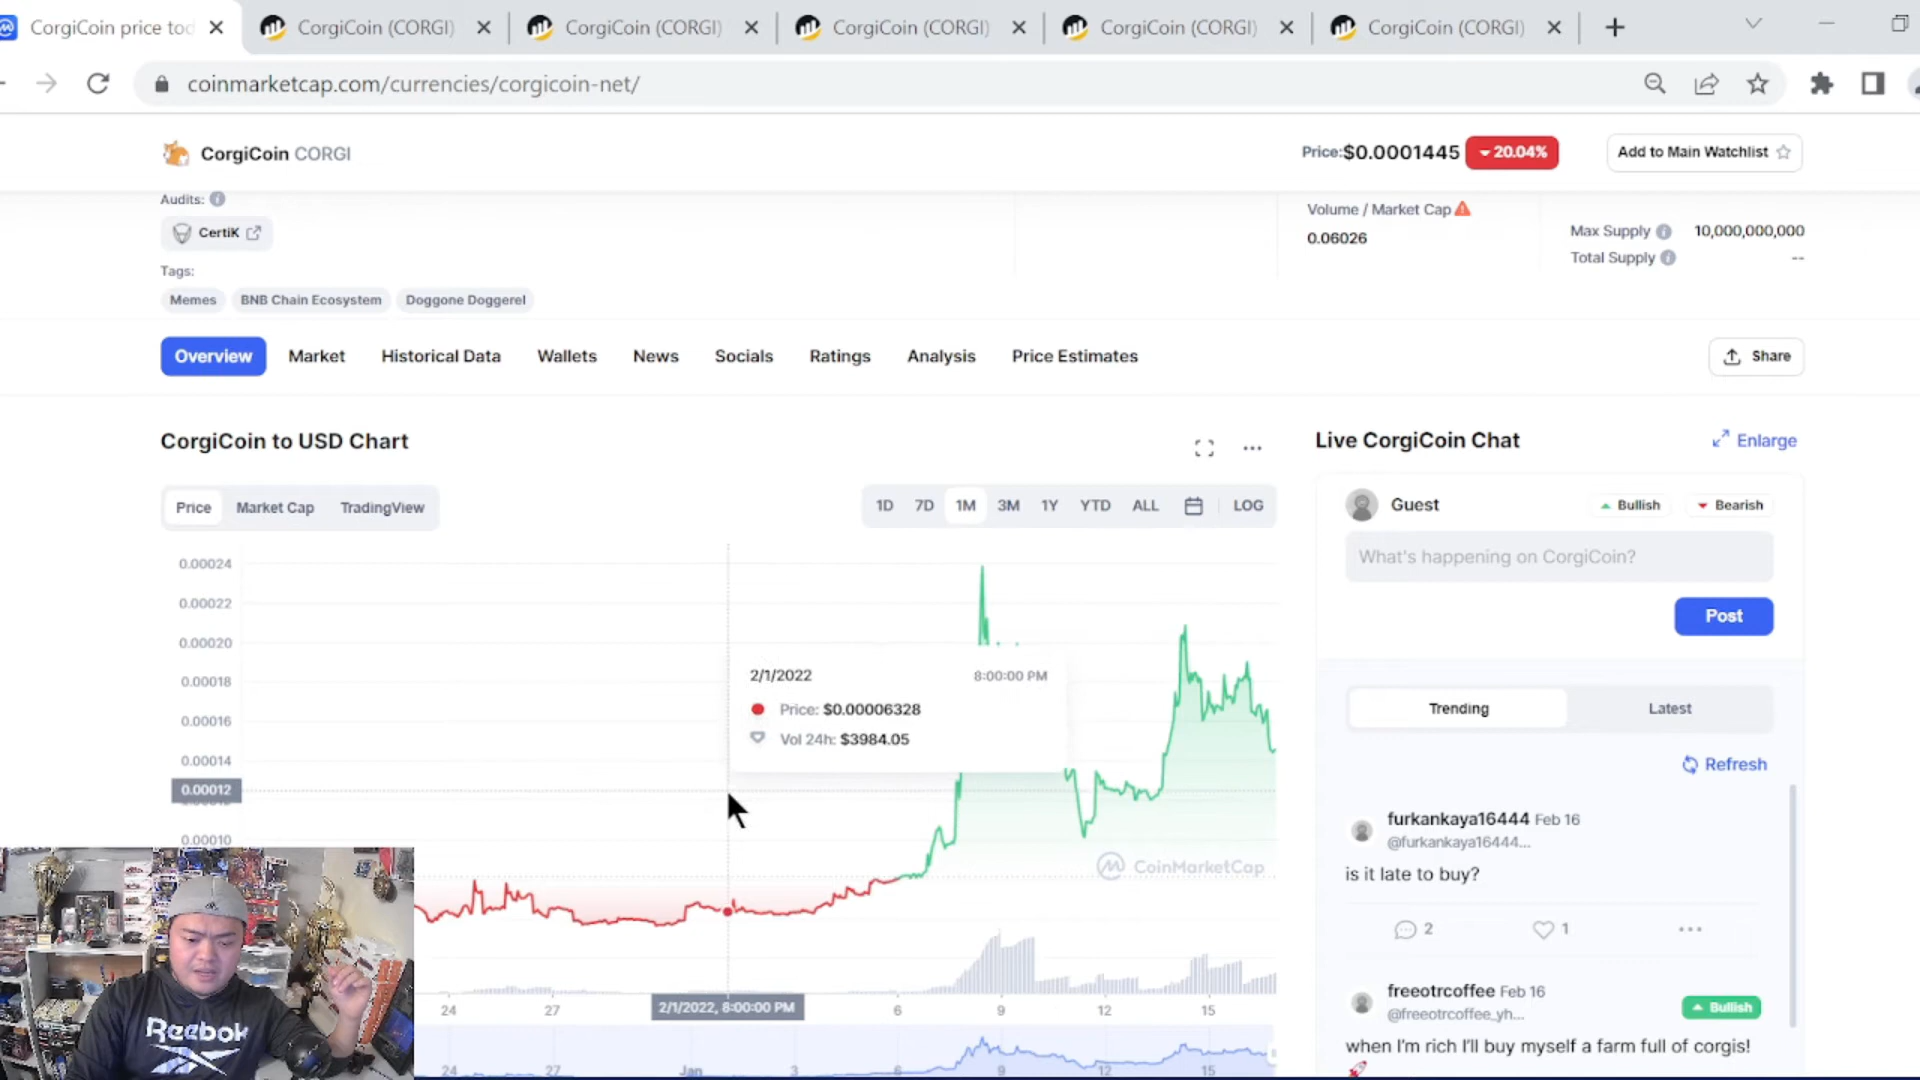 CorgiCoin price tod
CorgiCoin (CORGI)
CorgiCoin (CORGI)
CorgiCoin (CORGI)
CorgiCoin (CORGI)
CorgiCoin (CORGI)
coinmarketcap.com/currencies/corgicoin-net/
CorgiCoin CORGI
Price:$0.0001445
20.04%
Add to Main Watchlist
Audits:
CertiK
Tags:
Memes
BNB Chain Ecosystem
Doggone Doggerel
Volume / Market Cap
0.06026
Max Supply 10,000,000,000
Total Supply --
Overview
Market
Historical Data
Wallets
News
Socials
Ratings
Analysis
Price Estimates
Share
CorgiCoin to USD Chart
Price
Market Cap
TradingView
1D
7D
1M
3M
1Y
YTD
ALL
LOG
0.00024
0.00022
0.00020
0.00018
0.00016
0.00014
0.00012
0.00010
2/1/2022 8:00:00 PM
Price: $0.00006328
Vol 24h: $3984.05
CoinMarketCap
24
27
2/1/2022, 8:00:00 PM
6
9
12
15
24
27
Jan
3
6
9
12
15
Live CorgiCoin Chat
Enlarge
Guest
Bullish
Bearish
What's happening on CorgiCoin?
Post
Trending
Latest
Refresh
furkankaya16444 Feb 16
@furkankaya16444...
is it late to buy?
2
1
freeotrcoffee Feb 16
@freeotrcoffee_yh...
Bullish
when I'm rich I'll buy myself a farm full of corgis!
Reebok